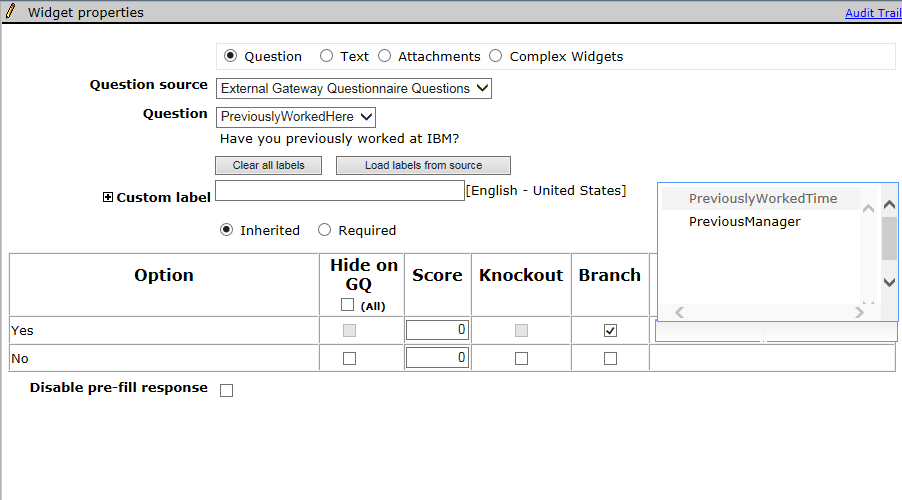 Widget properties
Audit Trail
Question Text Attachments Complex Widgets
Question source External Gateway Questionnaire Questions
Question PreviouslyWorkedHere
Have you previously worked at IBM?
Clear all labels Load labels from source
Custom label [English - United States]
PreviouslyWorkedTime
PreviousManager
Inherited Required
Option Hide on GQ (All) Score Knockout Branch
Yes 0
No 0
Disable pre-fill response